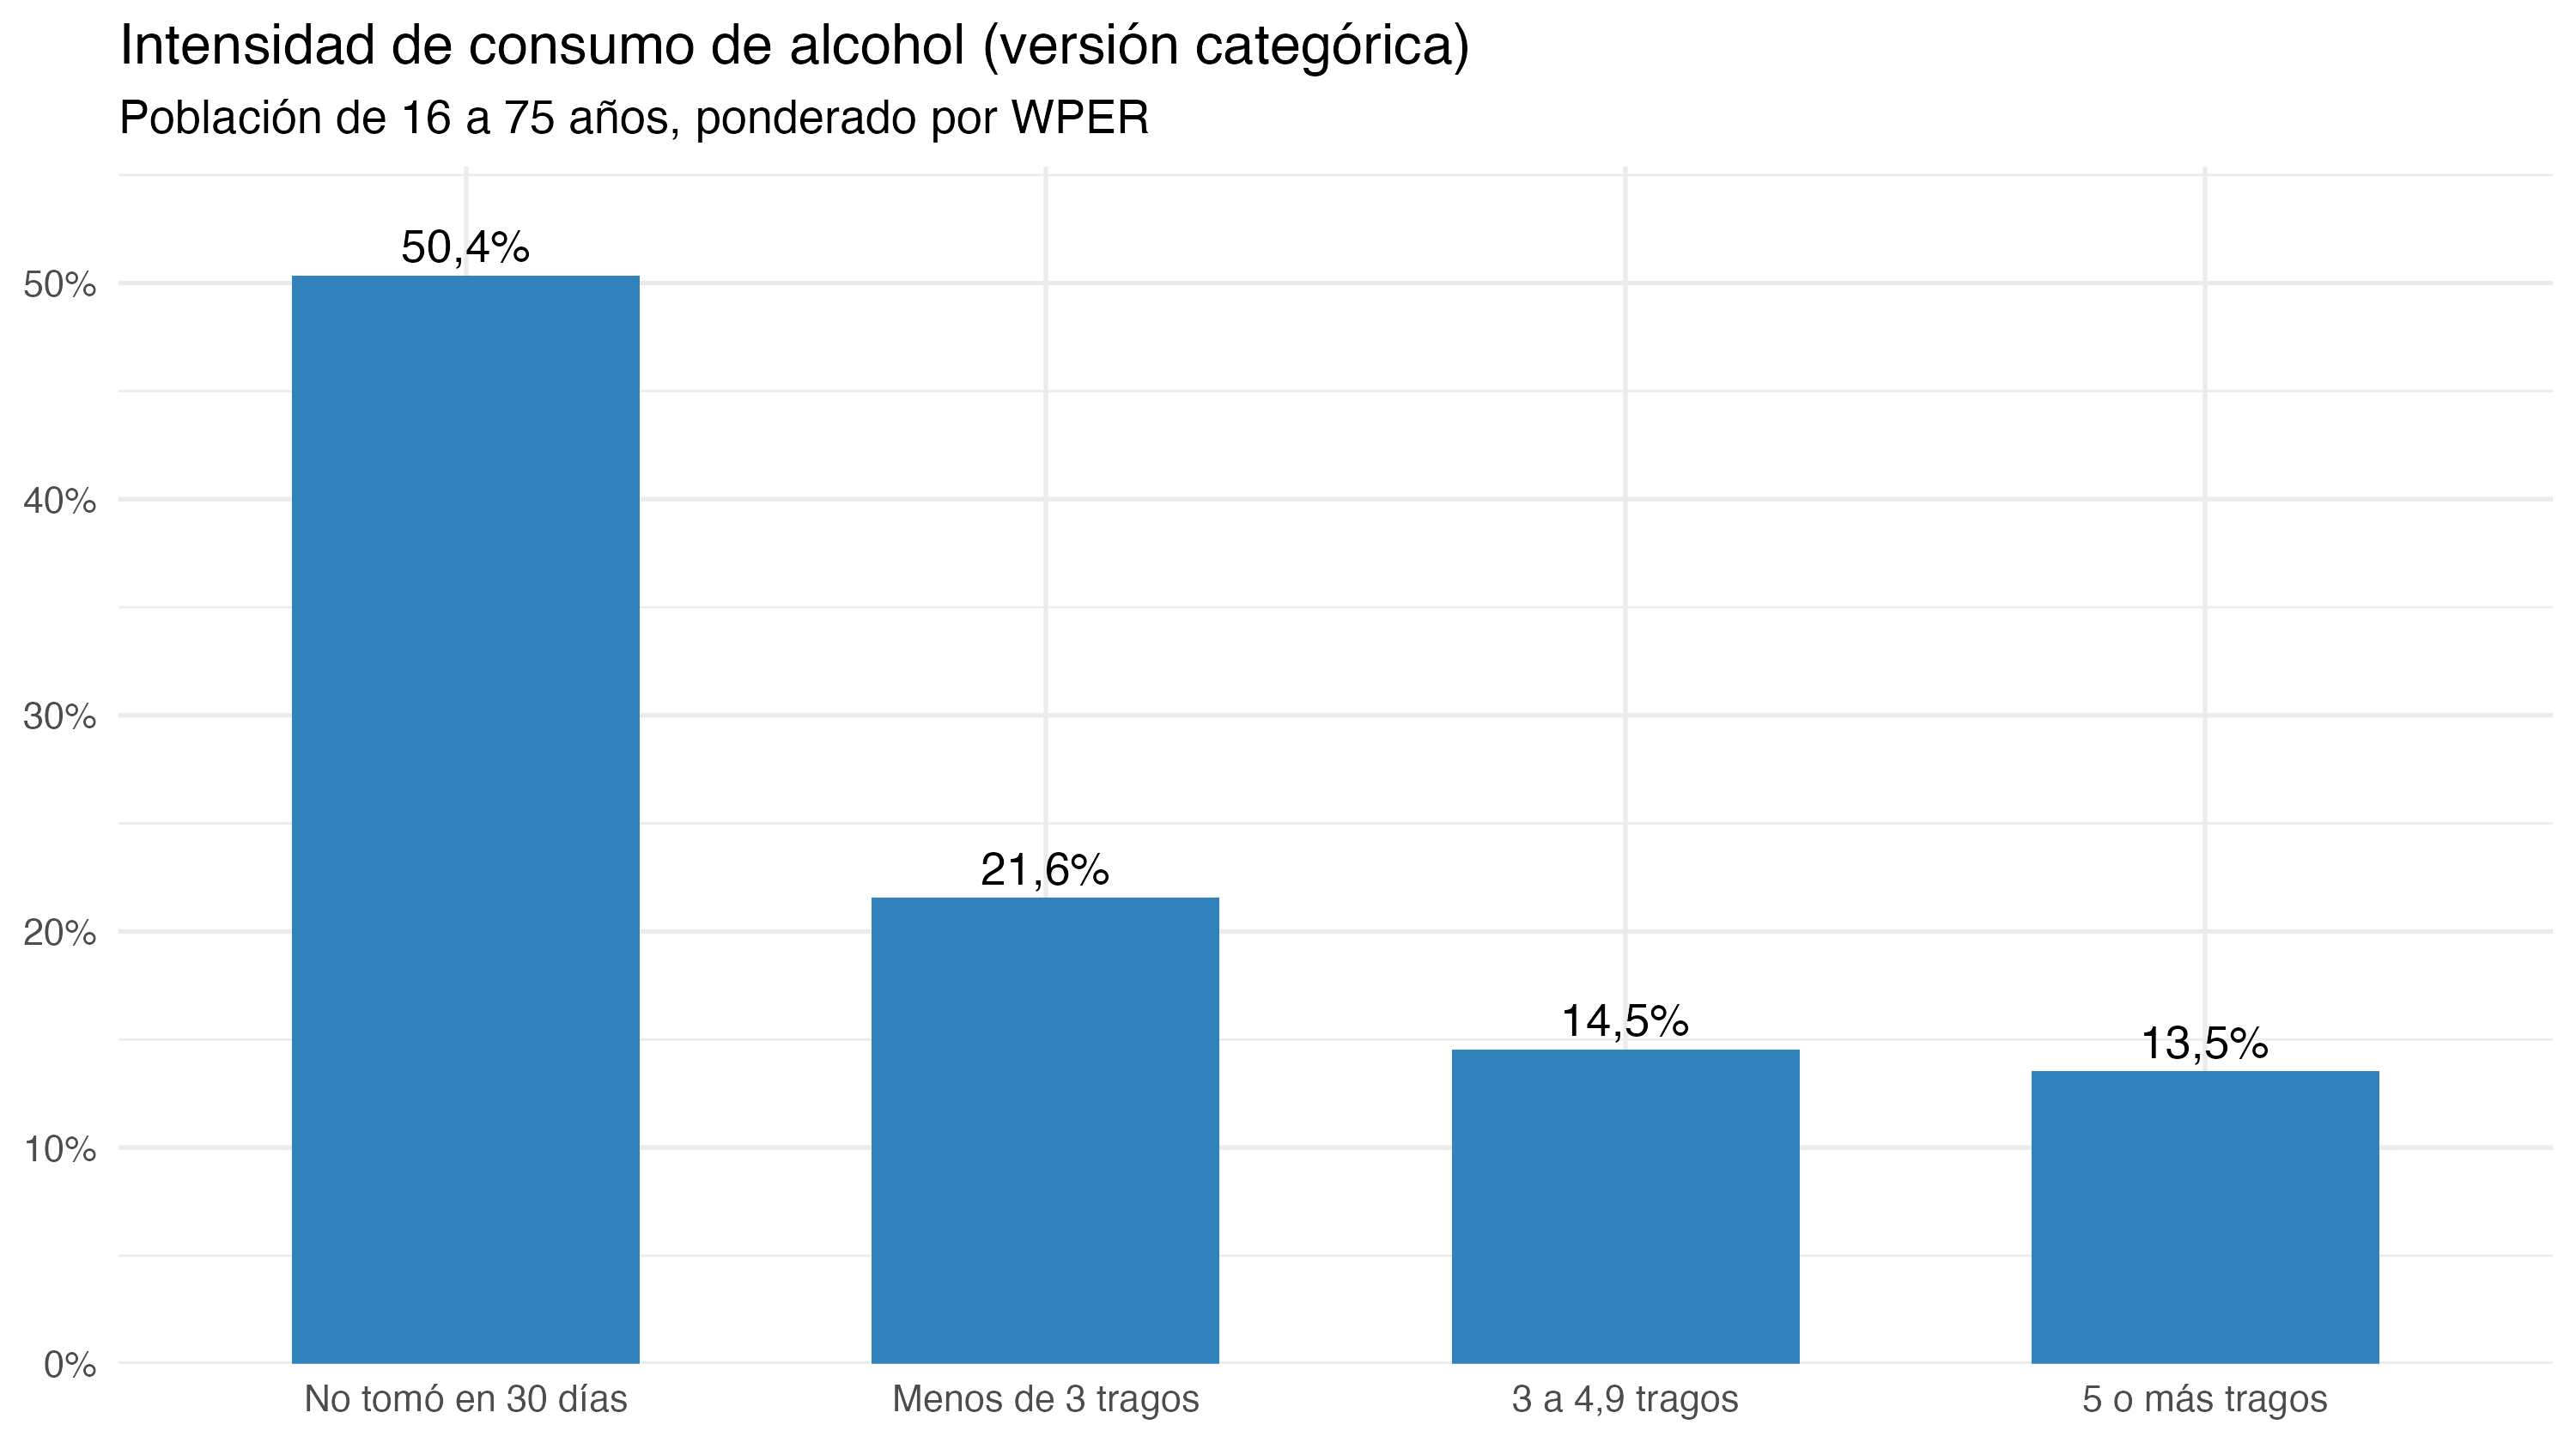 Intensidad de consumo de alcohol (versión categórica)
Población de 16 a 75 años, ponderado por WPER
50,4%
21,6%
14,5%
13,5%
50%
40%
30%
20%
10%
0%
No tomó en 30 días
Menos de 3 tragos
3 a 4,9 tragos
5 o más tragos